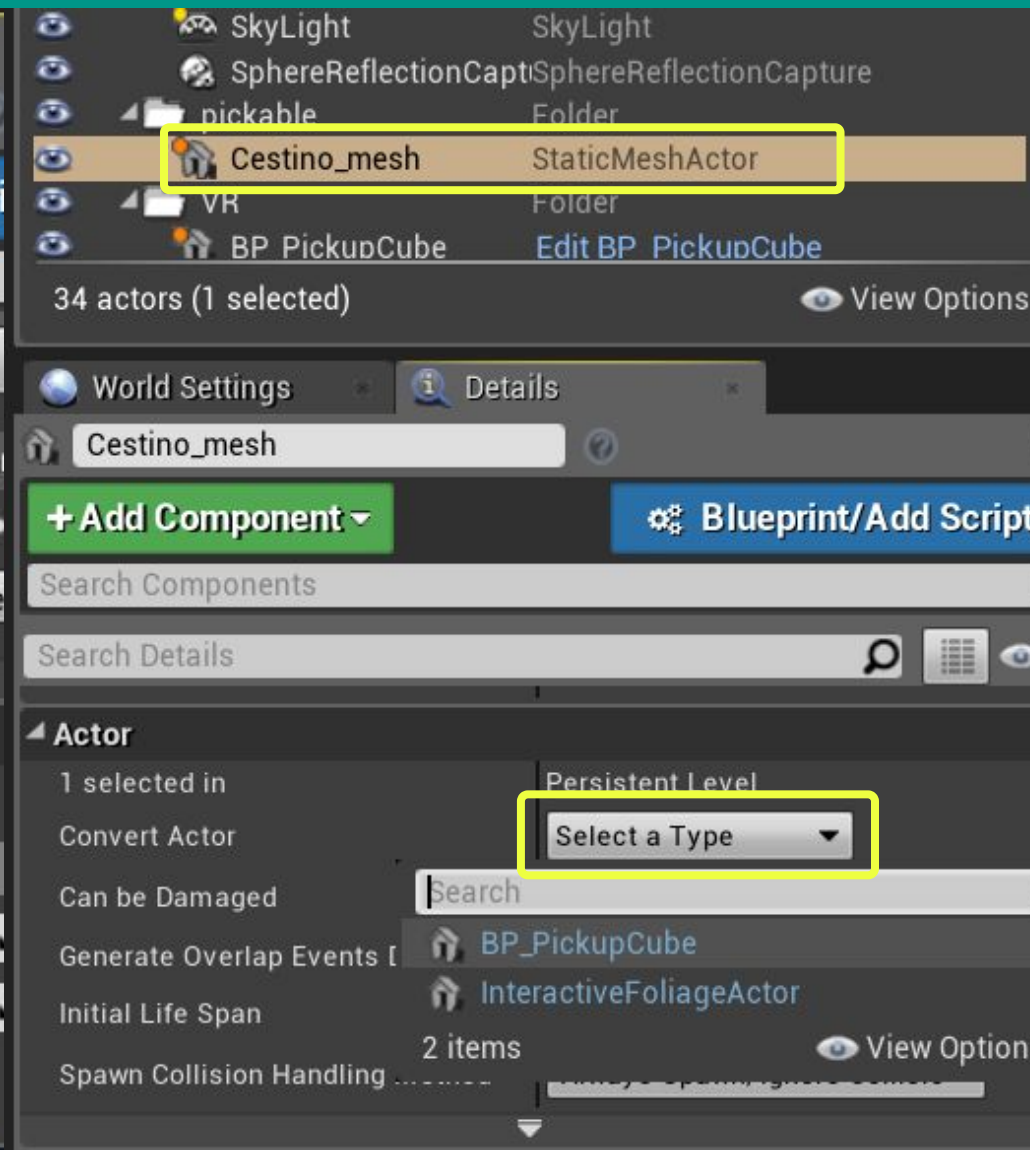 SkyLight SkyLight
SphereReflectionCapt SphereReflectionCapture
pickable Folder
Cestino_mesh StaticMeshActor
VR Folder
BP_PickupCube Edit BP_PickupCube
34 actors (1 selected) View Options
World Settings Details
Cestino_mesh
+ Add Component Blueprint/Add Script
Search Components
Search Details
Actor
1 selected in Persistent Level
Convert Actor Select a Type
Can be Damaged Search
BP_PickupCube
Generate Overlap Events
InteractiveFoliageActor
Initial Life Span
2 items View Option
Spawn Collision Handling